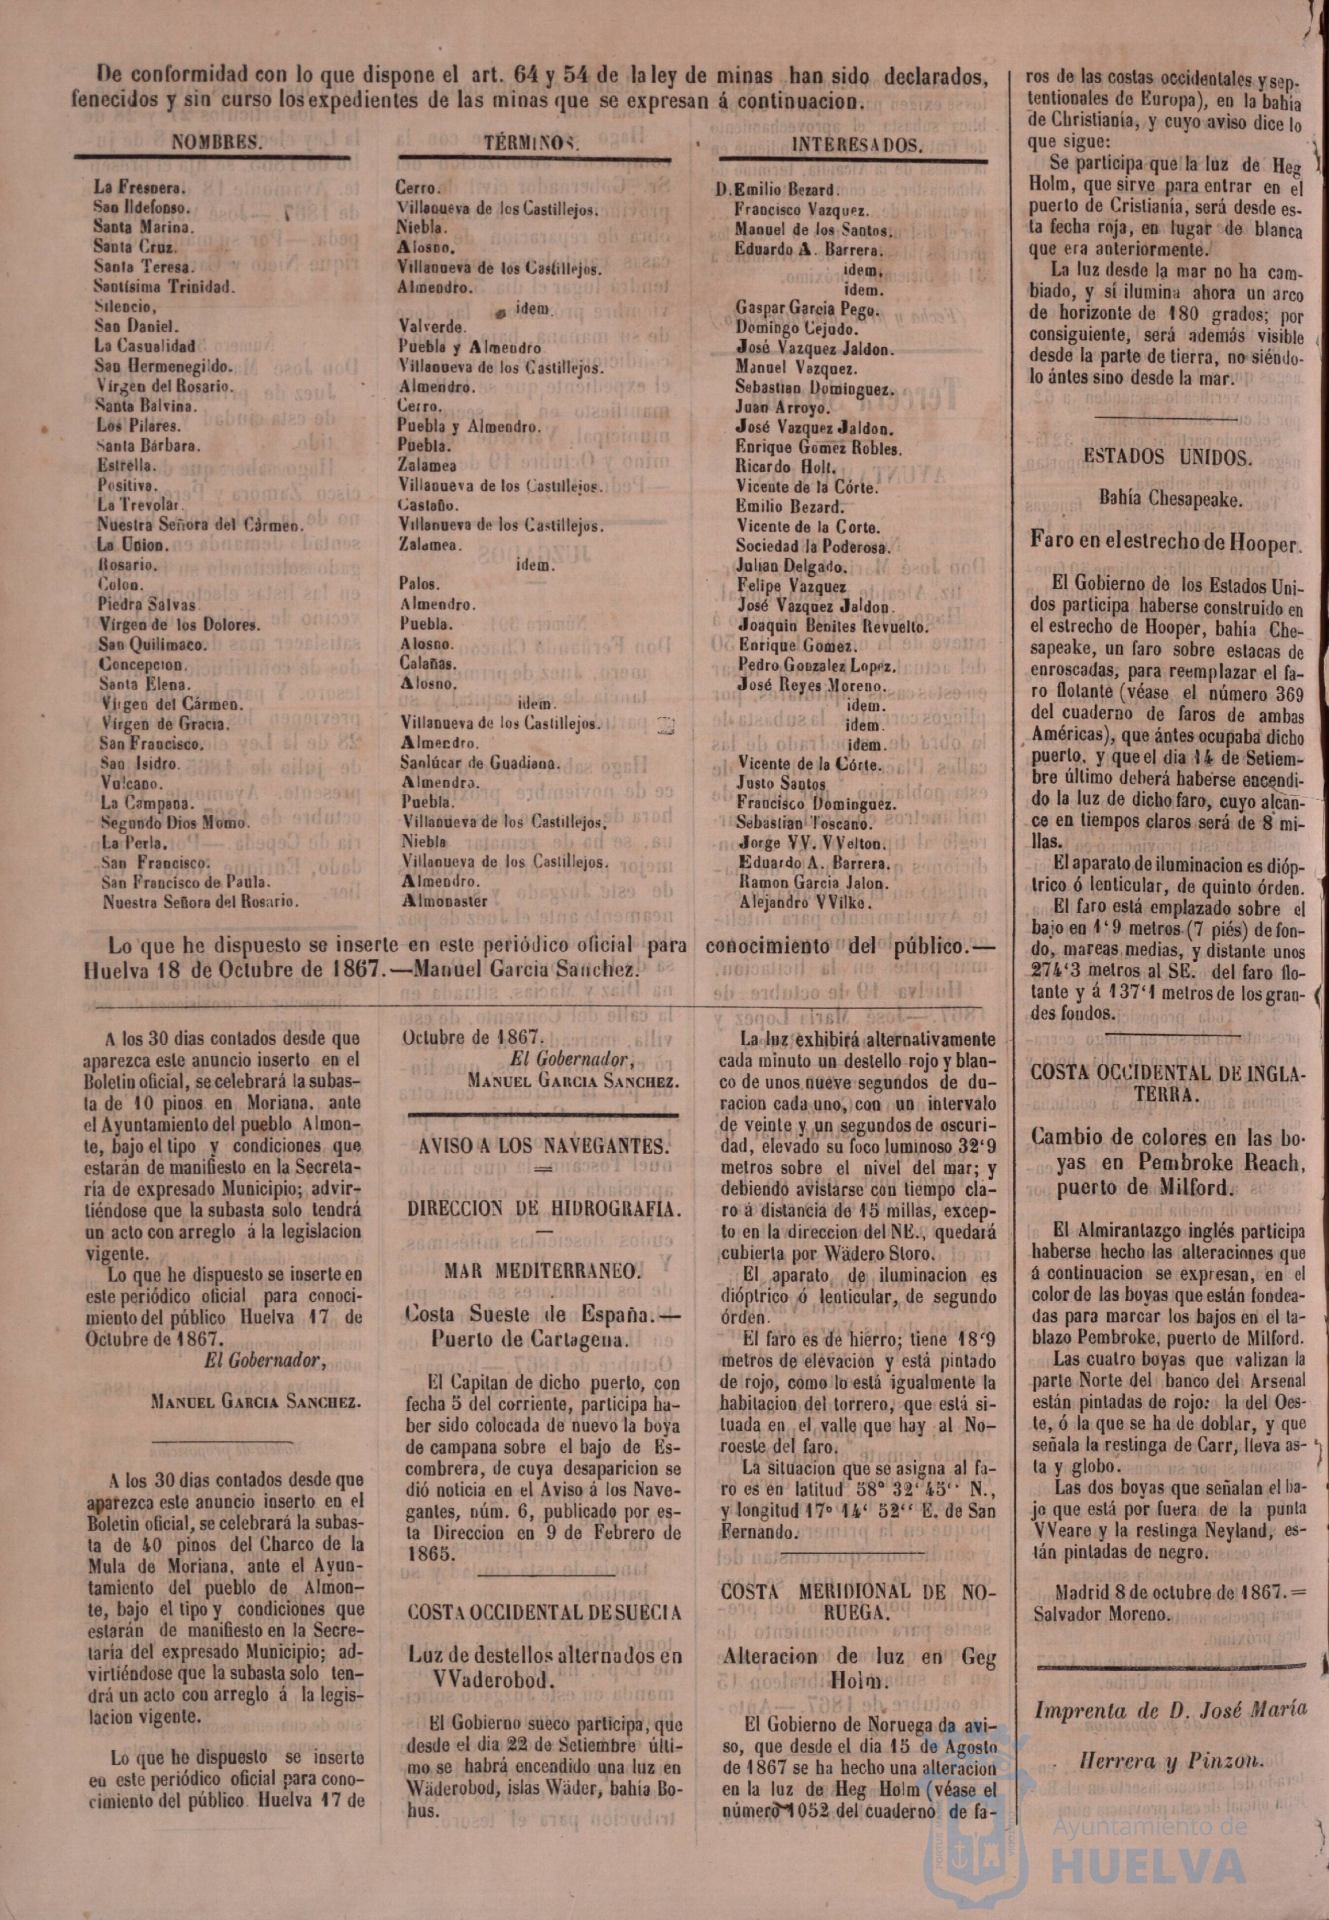 De conformidad con lo que dispone el art. 64 y 54 de la ley de minas han sido declarados,
fenecidos y sin curso los expedientes de las minas que se expresan á continuacion.
NOMBRES. TÉRMINOS. INTERESADOS.
La Fresnera. Cerro. D. Emilio Bezard.
San Ildefonso. Villanueva de los Castillejos. Francisco Vazquez.
Santa Marina. Niebla. Manuel de los Santos.
Santa Cruz. Alosno. Eduardo A. Barrera.
Santa Teresa. Villanueva de los Castillejos. idem.
Santísima Trinidad. Almendro. idem.
Silencio, idem. Gaspar Garcia Pego.
San Daniel. Valverde. Domingo Cejudo.
La Casualidad Puebla y Almendro José Vazquez Jaldon.
San Hermenegildo. Villanueva de los Castillejos. Manuel Vazquez.
Vírgen del Rosario. Almendro. Sebastian Dominguez.
Santa Balvina. Cerro. Juan Arroyo.
Los Pilares. Puebla y Almendro. José Vazquez Jaldon.
Santa Bárbara. Puebla. Enrique Gomez Robles.
Estrella. Zalamea Ricardo Holt.
Positiva. Villanueva de los Castillejos. Vicente de la Córte.
La Trevolar. Castaño. Emilio Bezard.
Nuestra Señora del Cármen. Villanueva de los Castillejos. Vicente de la Corte.
La Union. Zalamea. Sociedad la Poderosa.
Rosario. idem. Julian Delgado.
Colon. Palos. Felipe Vazquez
Piedra Salvas Almendro. José Vazquez Jaldon.
Vírgen de los Dolores. Puebla. Joaquin Benites Revuelto.
San Quilimaco. Alosno. Enrique Gomez.
Concepcion. Calañas. Pedro Gonzalez Lopez.
Santa Elena. Alosno. José Reyes Moreno.
Vírgen del Cármen. idem. idem.
Vírgen de Gracia. Villanueva de los Castillejos. idem.
San Francisco. Almendro. idem.
San Isidro. Sanlúcar de Guadiana. Vicente de la Córte.
Vulcano. Almendro. Justo Santos
La Campana. Puebla. Francisco Dominguez.
Segundo Dios Momo. Villanueva de los Castillejos, Sebastian Toscano.
La Perla. Niebla Jorge VV. VVelton.
San Francisco. Villanueva de los Castillejos. Eduardo A. Barrera.
San Francisco de Paula. Almendro. Ramon Garcia Jalon.
Nuestra Señora del Rosario. Almonaster Alejandro VVilke.
Lo que he dispuesto se inserte en este periódico oficial para conocimiento del público.—
Huelva 18 de Octubre de 1867.—Manuel Garcia Sanchez.
A los 30 dias contados desde que
aparezca este anuncio inserto en el
Boletin oficial, se celebrará la subas-
ta de 10 pinos en Moriana, ante
el Ayuntamiento del pueblo Almon-
te, bajo el tipo y condiciones que
estarán de manifiesto en la Secreta-
ría de expresado Municipio; advir-
tiéndose que la subasta solo tendrá
un acto con arreglo á la legislacion
vigente.
Lo que he dispuesto se inserte en
este periódico oficial para conoci-
miento del público Huelva 17 de
Octubre de 1867.
El Gobernador,
MANUEL GARCIA SANCHEZ.
A los 30 dias contados desde que
aparezca este anuncio inserto en el
Boletin oficial, se celebrará la subas-
ta de 40 pinos del Charco de la
Mula de Moriana, ante el Ayun-
tamiento del pueblo de Almon-
te, bajo el tipo y condiciones que
estarán de manifiesto en la Secre-
taría del expresado Municipio; ad-
virtiéndose que la subasta solo ten-
drá un acto con arreglo á la legis-
lacion vigente.
Lo que he dispuesto se inserte
en este periódico oficial para cono-
cimiento del público. Huelva 17 de
Octubre de 1867.
El Gobernador,
MANUEL GARCIA SANCHEZ.
AVISO A LOS NAVEGANTES.
DIRECCION DE HIDROGRAFIA.
MAR MEDITERRANEO.
Costa Sueste de España.—
Puerto de Cartagena.
El Capitan de dicho puerto, con
fecha 5 del corriente, participa ha-
ber sido colocada de nuevo la boya
de campana sobre el bajo de Es-
combrera, de cuya desaparicion se
dió noticia en el Aviso á los Nave-
gantes, núm. 6, publicado por es-
ta Direccion en 9 de Febrero de
1865.
COSTA OCCIDENTAL DE SUECIA
Luz de destellos alternados en
VVaderobod.
El Gobierno sueco participa, que
desde el dia 22 de Setiembre últi-
mo se habrá encendido una luz en
Wäderobod, islas Wäder, bahía Bo-
hus.
La luz exhibirá alternativamente
cada minuto un destello rojo y blan-
co de unos nueve segundos de du-
racion cada uno, con un intervalo
de veinte y un segundos de oscuri-
dad, elevado su foco luminoso 32‘9
metros sobre el nivel del mar; y
debiendo avistarse con tiempo cla-
ro á distancia de 15 millas, excep-
to en la direccion del NE., quedará
cubierta por Wädero Storo.
El aparato de iluminacion es
dióptrico ó lenticular, de segundo
órden.
El faro es de hierro; tiene 18‘9
metros de elevacion y está pintado
de rojo, como lo está igualmente la
habitacion del torrero, que está si-
tuada en el valle que hay al No-
roeste del faro.
La situacion que se asigna al fa-
ro es en latitud 58° 32‘ 45‘‘ N.,
y longitud 17° 14‘ 52‘‘ E. de San
Fernando.
COSTA MERIDIONAL DE NO-
RUEGA.
Alteracion de luz en Geg
Holm.
El Gobierno de Noruega da avi-
so, que desde el dia 15 de Agosto
de 1867 se ha hecho una alteracion
en la luz de Heg Holm (véase el
número 1052 del cuaderno de fa-
ros de las costas occidentales y sep-
tentionales de Europa), en la bahía
de Christianía, y cuyo aviso dice lo
que sigue:
Se participa que la luz de Heg
Holm, que sirve para entrar en el
puerto de Cristianía, será desde es-
ta fecha roja, en lugar de blanca
que era anteriormente.
La luz desde la mar no ha cam-
biado, y sí ilumina ahora un arco
de horizonte de 180 grados; por
consiguiente, será además visible
desde la parte de tierra, no siéndo-
lo ántes sino desde la mar.
ESTADOS UNIDOS.
Bahía Chesapeake.
Faro en el estrecho de Hooper.
El Gobierno de los Estados Uni-
dos participa haberse construido en
el estrecho de Hooper, bahía Che-
sapeake, un faro sobre estacas de
enroscadas, para reemplazar el fa-
ro flotante (véase el número 369
del cuaderno de faros de ambas
Américas), que ántes ocupaba dicho
puerto, y que el dia 14 de Setiem-
bre último deberá haberse encendi-
do la luz de dicho faro, cuyo alcan-
ce en tiempos claros será de 8 mi-
llas.
El aparato de iluminacion es dióp-
trico ó lenticular, de quinto órden.
El faro está emplazado sobre el
bajo en 1‘9 metros (7 piés) de fon-
do, mareas medias, y distante unos
274‘3 metros al SE. del faro flo-
tante y á 137‘1 metros de los gran-
des fondos.
COSTA OCCIDENTAL DE INGLA-
TERRA.
Cambio de colores en las bo-
yas en Pembroke Reach,
puerto de Milford.
El Almirantazgo inglés participa
haberse hecho las alteraciones que
á continuacion se expresan, en el
color de las boyas que están fondea-
das para marcar los bajos en el ta-
blazo Pembroke, puerto de Milford.
Las cuatro boyas que valizan la
parte Norte del banco del Arsenal
están pintadas de rojo: la del Oes-
te, ó la que se ha de doblar, y que
señala la restinga de Carr, lleva as-
ta y globo.
Las dos boyas que señalan el ba-
jo que está por fuera de la punta
VVeare y la restinga Neyland, es-
tán pintadas de negro.
Madrid 8 de octubre de 1867.=
Salvador Moreno.
Imprenta de D. José María
Herrera y Pinzon.
Ayuntamiento de
HUELVA